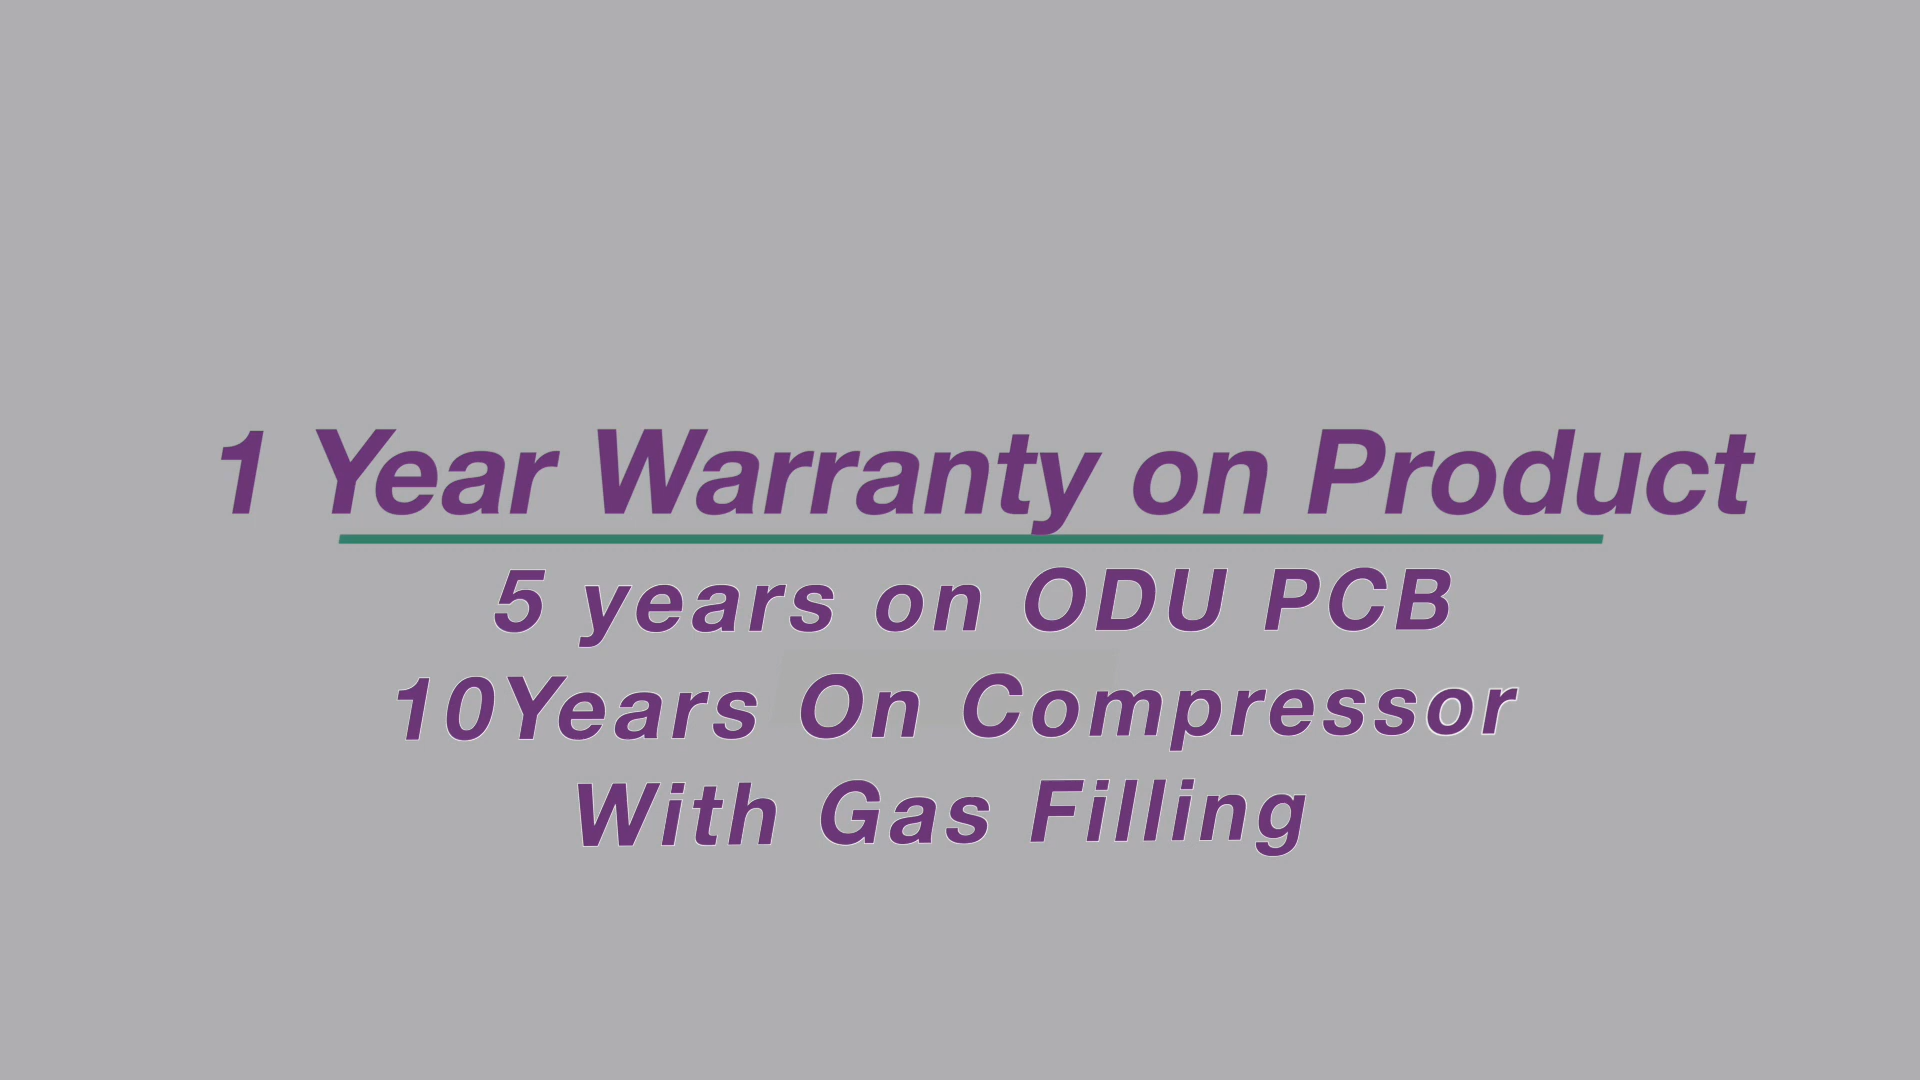 1 Year Warranty on Product
5 years on ODU PCB
10Years On Compressor
With Gas Filling